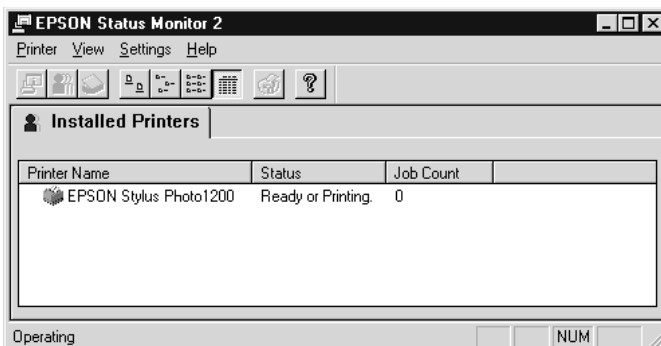 EPSON Status Monitor 2
Printer View Settings Help
?
Installed Printers
Printer Name Status Job Count
EPSON Stylus Photo1200 Ready or Printing. 0
Operating NUM